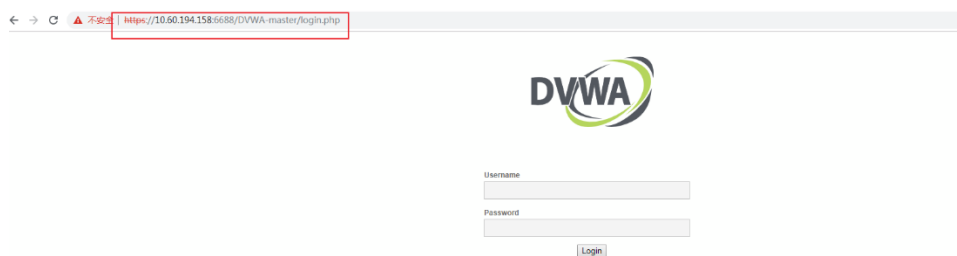 不安全 | https://10.60.194.158:6688/DVWA-master/login.php
DVWA
Username
Password
Login